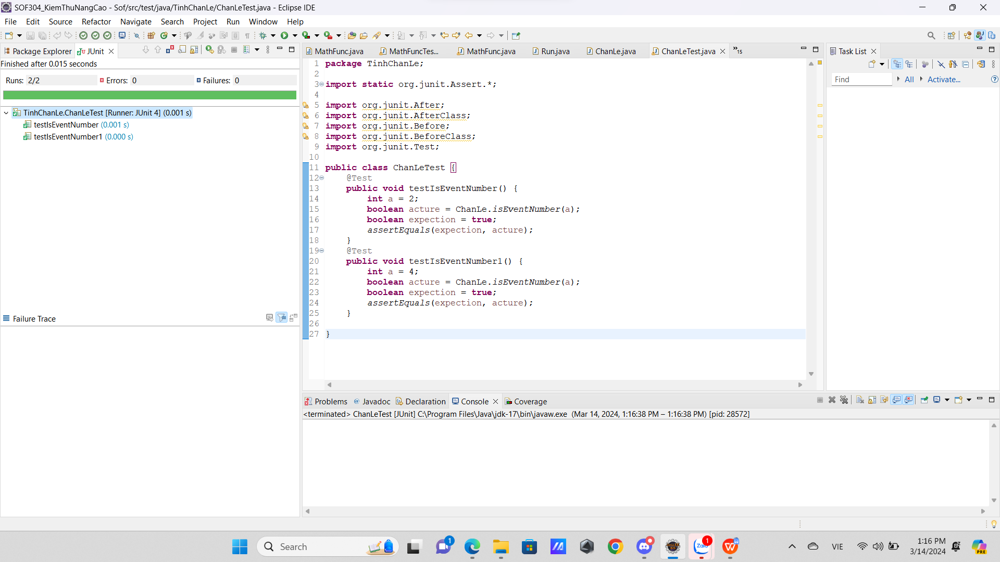 SOF304_KiemThuNangCao - Sof/src/test/java/TinhChanLe/ChanLeTest.java - Eclipse IDE
File Edit Source Refactor Navigate Search Project Run Window Help
Package Explorer JUnit
Finished after 0.015 seconds
Runs: 2/2 Errors: 0 Failures: 0
TinhChanLe.ChanLeTest [Runner: JUnit 4] (0.001 s)
testIsEventNumber (0.001 s)
testIsEventNumber1 (0.000 s)
Failure Trace
MathFunc.java MathFuncTes... MathFunc.java Run.java ChanLe.java ChanLeTest.java »15
1 package TinhChanLe;
2
3 import static org.junit.Assert.*;
4
5 import org.junit.After;
6 import org.junit.AfterClass;
7 import org.junit.Before;
8 import org.junit.BeforeClass;
9 import org.junit.Test;
10
11 public class ChanLeTest {
12 @Test
13 public void testIsEventNumber() {
14 int a = 2;
15 boolean acture = ChanLe.isEventNumber(a);
16 boolean expection = true;
17 assertEquals(expection, acture);
18 }
19 @Test
20 public void testIsEventNumber1() {
21 int a = 4;
22 boolean acture = ChanLe.isEventNumber(a);
23 boolean expection = true;
24 assertEquals(expection, acture);
25 }
26
27 }
Task List
Find All Activate...
Problems Javadoc Declaration Console Coverage
<terminated> ChanLeTest [JUnit] C:\Program Files\Java\jdk-17\bin\javaw.exe (Mar 14, 2024, 1:16:38 PM – 1:16:38 PM) [pid: 28572]
Search
1
Zalo
1
VIE
1:16 PM
3/14/2024
PRE